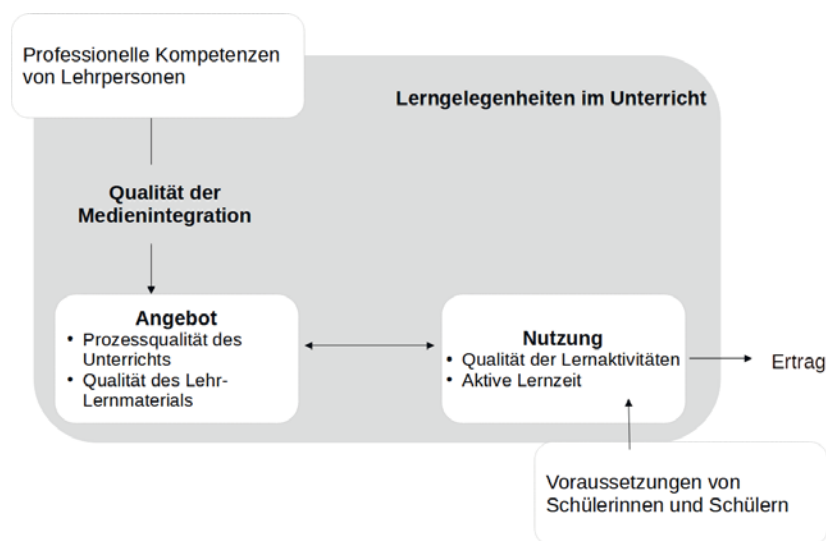 Professionelle Kompetenzen
von Lehrpersonen
Lerngelegenheiten im Unterricht
Qualität der
Medienintegration
Angebot
• Prozessqualität des
Unterrichts
• Qualität des Lehr-
Lernmaterials
Nutzung
• Qualität der Lernaktivitäten
• Aktive Lernzeit
Ertrag
Voraussetzungen von
Schülerinnen und Schülern